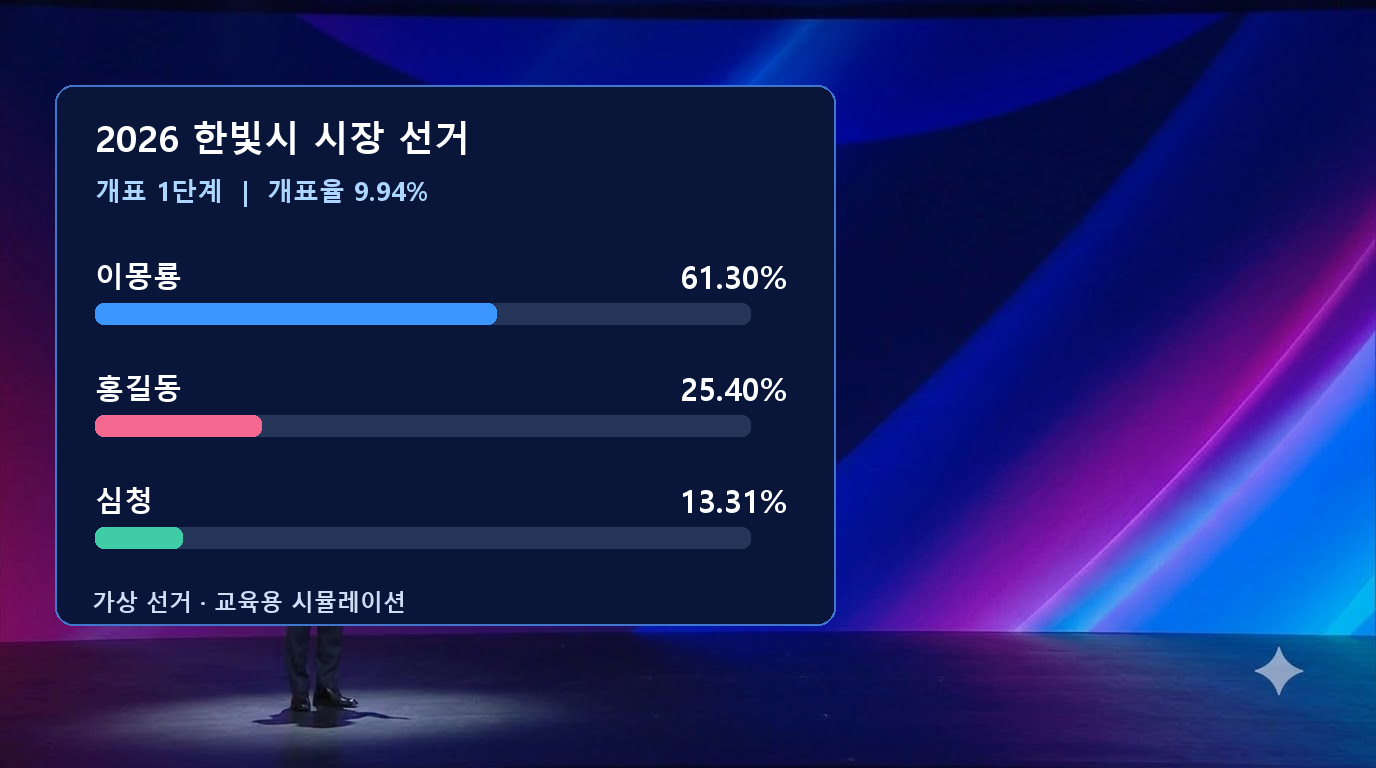 2026 한빛시 시장 선거
개표 1단계 | 개표율 9.94%
이몽룡 61.30%
홍길동 25.40%
심청 13.31%
가상 선거 · 교육용 시뮬레이션